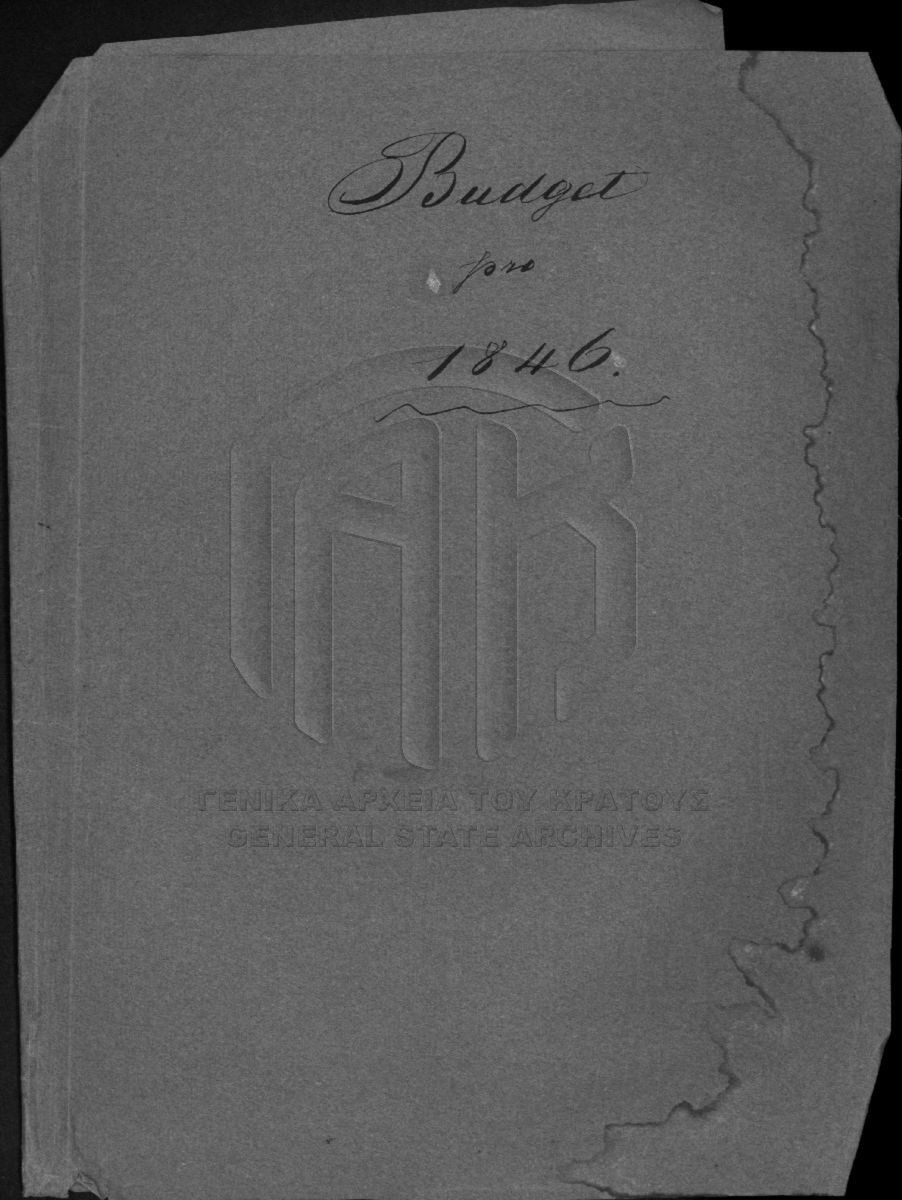 Budget
pro
1846.
ΓΕΝΙΚΑ ΑΡΧΕΙΑ ΤΟΥ ΚΡΑΤΟΥΣ
GENERAL STATE ARCHIVES